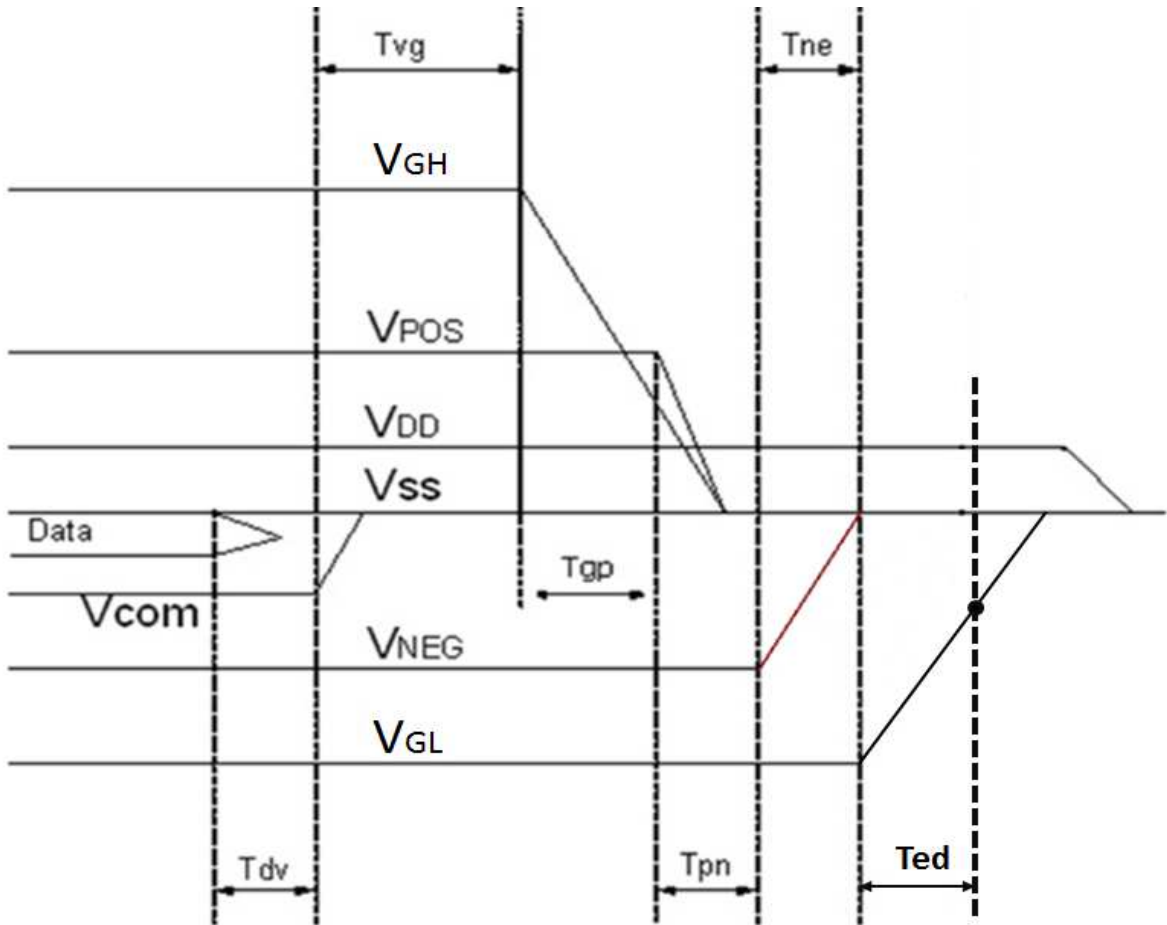 Tvg
Tne
VGH
VPOS
VDD
Vss
Data
Tgp
Vcom
VNEG
VGL
Tdv
Tpn
Ted